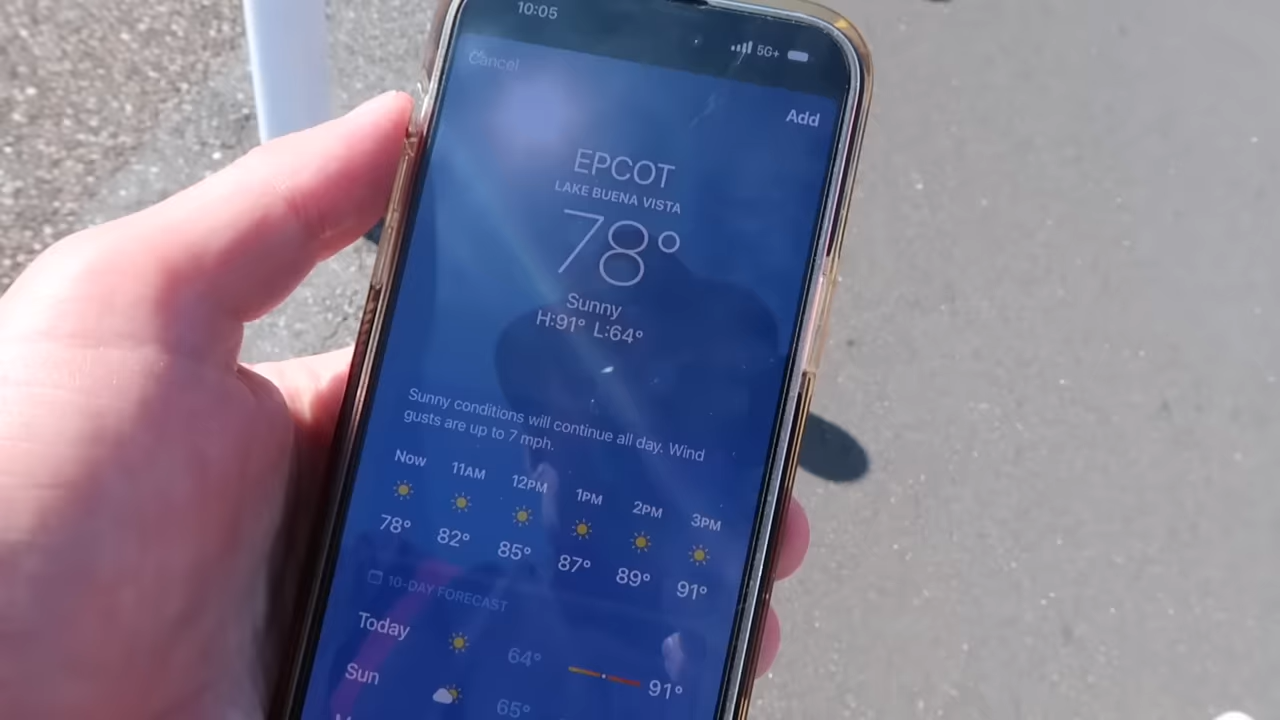 10:05
5G+
Cancel
Add
EPCOT
LAKE BUENA VISTA
78°
Sunny
H:91° L:64°
Sunny conditions will continue all day. Wind
gusts are up to 7 mph.
Now 11AM 12PM 1PM 2PM 3PM
78° 82° 85° 87° 89° 91°
10-DAY FORECAST
Today 64° 91°
Sun 65°